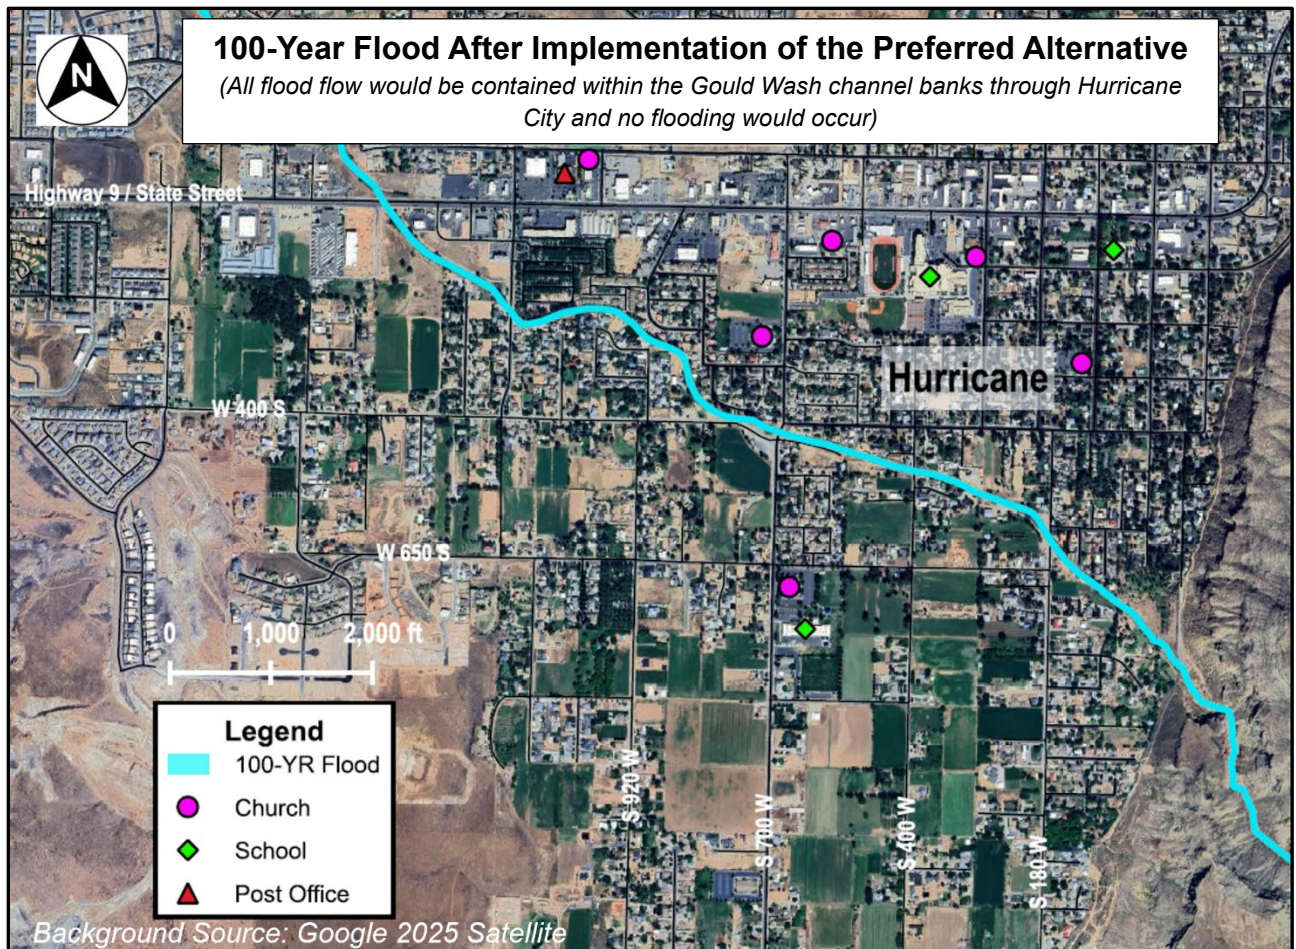 100-Year Flood After Implementation of the Preferred Alternative
(All flood flow would be contained within the Gould Wash channel banks through Hurricane
City and no flooding would occur)
N
Highway 9 / State Street
Hurricane
W 400 S
W 650 S
0 1,000 2,000 ft
S 920 W
S 700 W
S 400 W
S 180 W
Legend
100-YR Flood
Church
School
Post Office
Background Source: Google 2025 Satellite